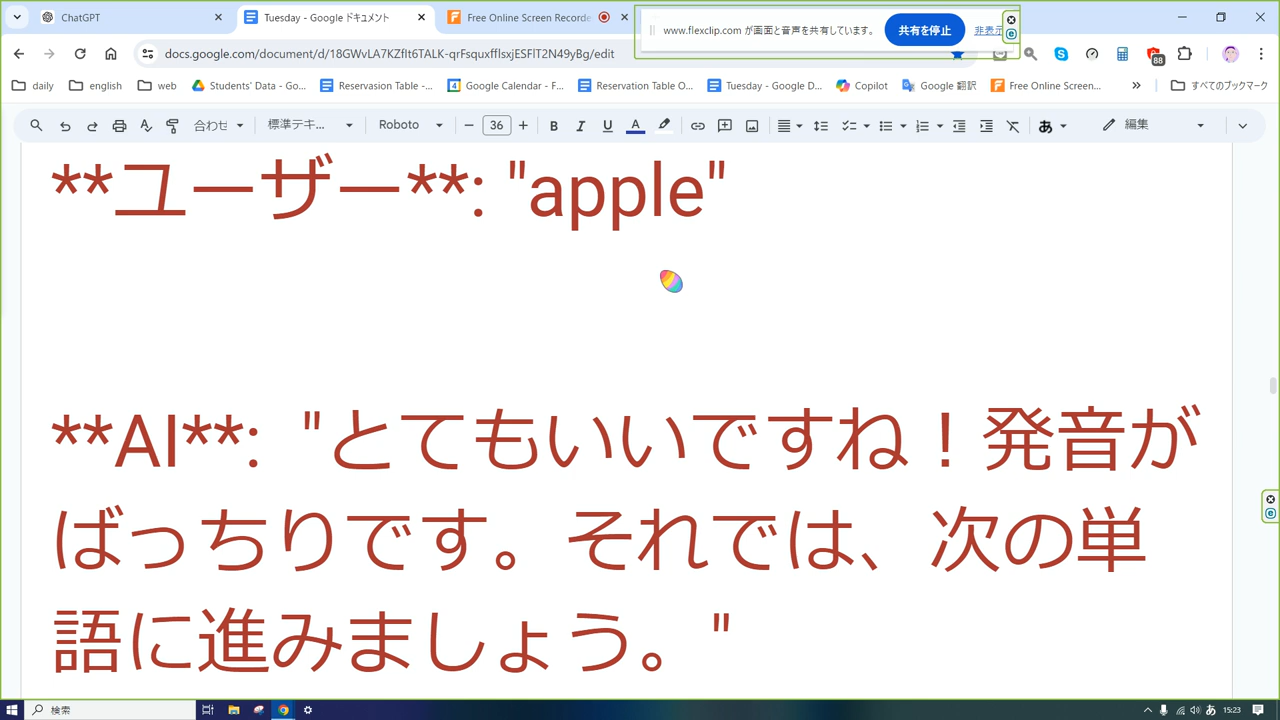 ChatGPT
Tuesday - Google ドキュメント
Free Online Screen Recorde
www.flexclip.com が画面と音声を共有しています。
共有を停止
非表示
docs.google.com/document/d/
/edit
88
daily
english
web
Students' Data - Go...
Reservasion Table -...
Google Calendar - F...
Reservation Table O...
Tuesday - Google D...
Copilot
Google 翻訳
Free Online Screen...
すべてのブックマーク
合わせ
標準テキ...
Roboto
36
編集
**ユーザー**: "apple"
**AI**: "とてもいいですね！発音が
ばっちりです。それでは、次の単
語に進みましょう。"
検索
あ
15:23